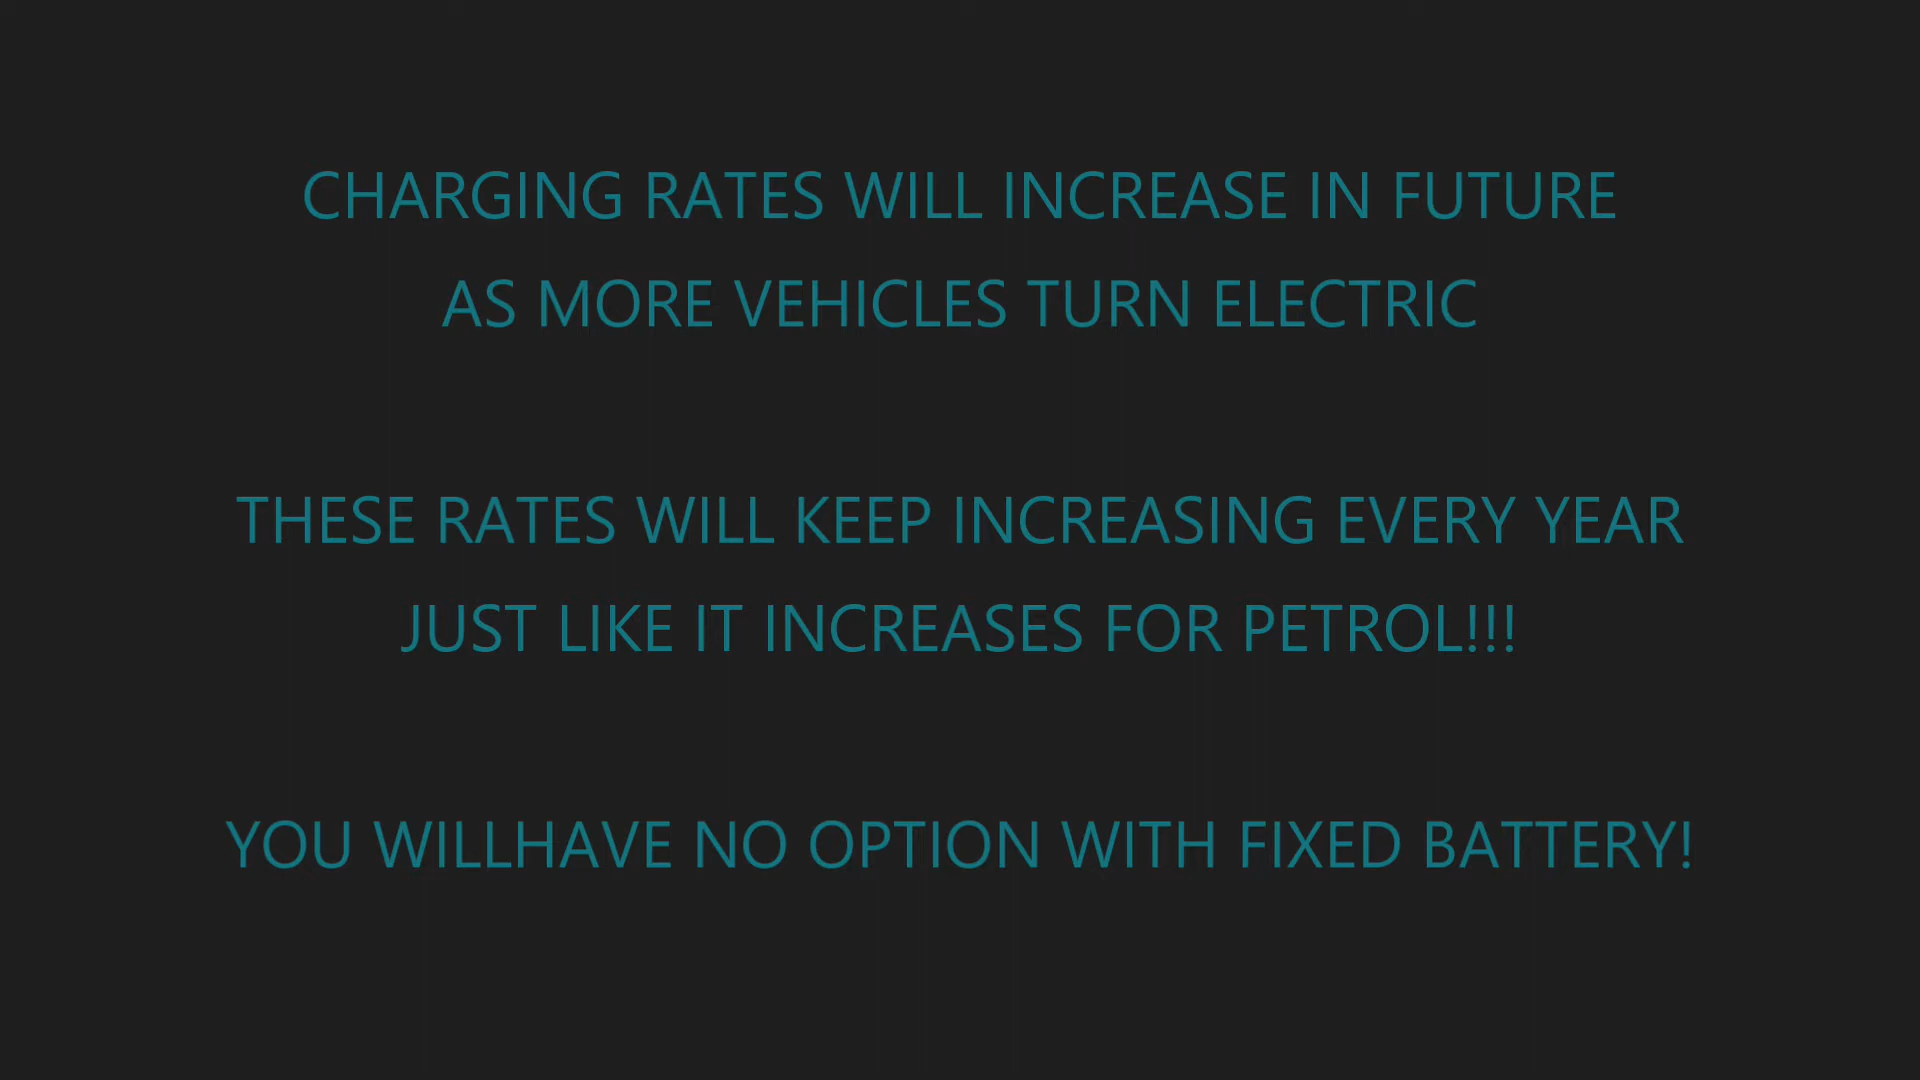 CHARGING RATES WILL INCREASE IN FUTURE
AS MORE VEHICLES TURN ELECTRIC
THESE RATES WILL KEEP INCREASING EVERY YEAR
JUST LIKE IT INCREASES FOR PETROL!!!
YOU WILLHAVE NO OPTION WITH FIXED BATTERY!